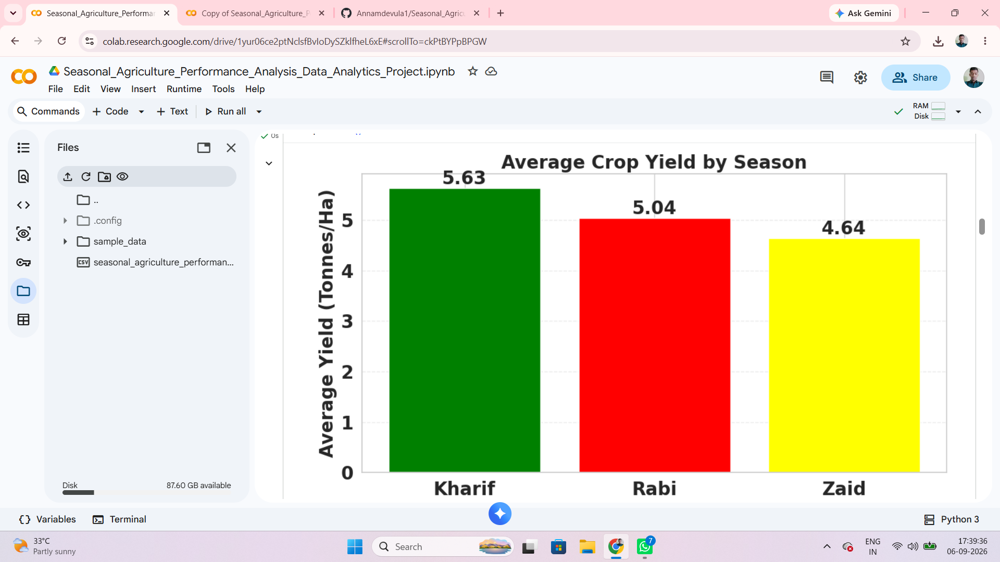 Seasonal_Agriculture_Performar
Copy of Seasonal_Agriculture_P
Annamdevula1/Seasonal_Agricu
Ask Gemini
colab.research.google.com/drive/1yur06ce2ptNclsfBvIoDySZklfheL6xE#scrollTo=ckPtBYPpBPGW
CO
Seasonal_Agriculture_Performance_Analysis_Data_Analytics_Project.ipynb
File Edit View Insert Runtime Tools Help
Share
Commands + Code + Text Run all
RAM
Disk
Files
..
.config
sample_data
CSV seasonal_agriculture_performan...
Disk 87.60 GB available
0s
Average Crop Yield by Season
Average Yield (Tonnes/Ha)
5.63
5.04
4.64
5
4
3
2
1
0
Kharif Rabi Zaid
Variables Terminal
Python 3
33°C
Partly sunny
Search
7
ENG
IN
17:39:36
06-09-2026